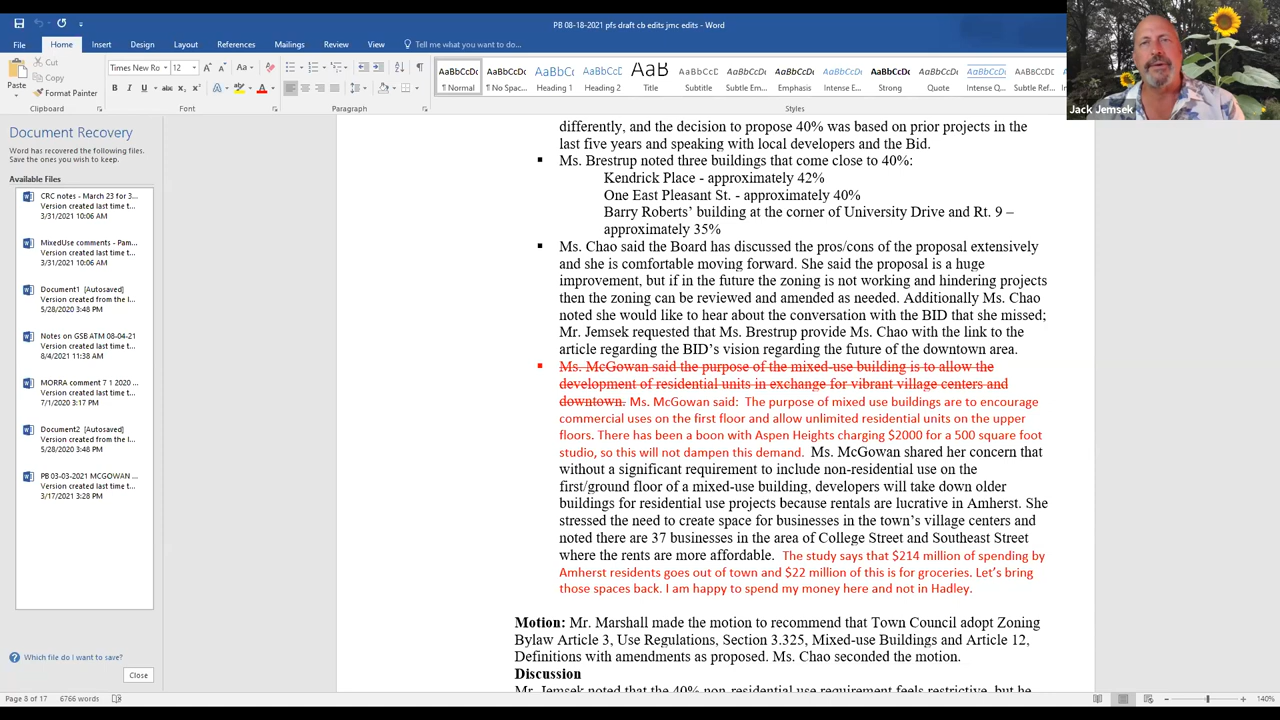 PB 08-18-2021 pfs draft cb edits jmc edits - Word
File Home Insert Design Layout References Mailings Review View Tell me what you want to do...
Paste
Cut
Copy
Format Painter
Clipboard
Times New Ro 12
Font
Paragraph
AaBbCcDc AaBbCcDc AaBbCc AaBbCcD AaB AaBbCcD AaBbCcDc AaBbCcDc AaBbCcDc AaBbCcDc AaBbCcDc AaBbCcDc AaBbCcDc
¶ Normal ¶ No Spac... Heading 1 Heading 2 Title Subtitle Subtle Em... Emphasis Intense E... Strong Quote Intense Q... Subtle Ref...
Styles
Jack Jemsek
Document Recovery
Word has recovered the following files.
Save the ones you wish to keep.
Available Files
CRC notes - March 23 for 3...
Version created last time t...
3/31/2021 10:06 AM
MixedUse comments - Pam...
Version created last time t...
3/31/2021 10:06 AM
Document1 [Autosaved]
Version created from the l...
5/28/2020 3:48 PM
Notes on GSB ATM 08-04-21
Version created last time t...
8/4/2021 11:38 AM
MORRA comment 7 1 2020 ...
Version created last time t...
7/1/2020 3:17 PM
Document2 [Autosaved]
Version created from the l...
5/28/2020 3:48 PM
PB 03-03-2021 MCGOWAN ...
Version created last time t...
3/17/2021 3:28 PM
Which file do I want to save?
Close
differently, and the decision to propose 40% was based on prior projects in the
last five years and speaking with local developers and the Bid.
▪ Ms. Brestrup noted three buildings that come close to 40%:
Kendrick Place - approximately 42%
One East Pleasant St. - approximately 40%
Barry Roberts’ building at the corner of University Drive and Rt. 9 –
approximately 35%
▪ Ms. Chao said the Board has discussed the pros/cons of the proposal extensively
and she is comfortable moving forward. She said the proposal is a huge
improvement, but if in the future the zoning is not working and hindering projects
then the zoning can be reviewed and amended as needed. Additionally Ms. Chao
noted she would like to hear about the conversation with the BID that she missed;
Mr. Jemsek requested that Ms. Brestrup provide Ms. Chao with the link to the
article regarding the BID’s vision regarding the future of the downtown area.
▪ Ms. McGowan said the purpose of the mixed-use building is to allow the
development of residential units in exchange for vibrant village centers and
downtown. Ms. McGowan said: The purpose of mixed use buildings are to encourage
commercial uses on the first floor and allow unlimited residential units on the upper
floors. There has been a boon with Aspen Heights charging $2000 for a 500 square foot
studio, so this will not dampen this demand. Ms. McGowan shared her concern that
without a significant requirement to include non-residential use on the
first/ground floor of a mixed-use building, developers will take down older
buildings for residential use projects because rentals are lucrative in Amherst. She
stressed the need to create space for businesses in the town’s village centers and
noted there are 37 businesses in the area of College Street and Southeast Street
where the rents are more affordable. The study says that $214 million of spending by
Amherst residents goes out of town and $22 million of this is for groceries. Let’s bring
those spaces back. I am happy to spend my money here and not in Hadley.
Motion: Mr. Marshall made the motion to recommend that Town Council adopt Zoning
Bylaw Article 3, Use Regulations, Section 3.325, Mixed-use Buildings and Article 12,
Definitions with amendments as proposed. Ms. Chao seconded the motion.
Discussion
Mr. Jemsek noted that the 40% non-residential use requirement feels restrictive, but he
Page 8 of 17 6766 words
140%